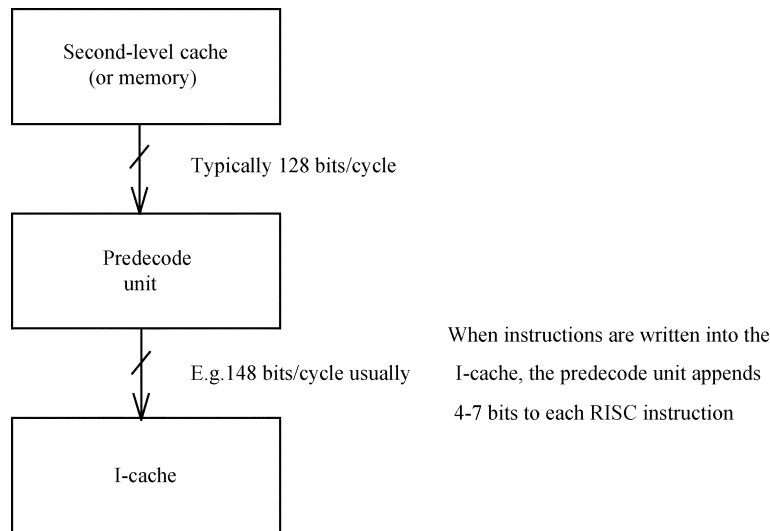 Second-level cache
(or memory)
Typically 128 bits/cycle
Predecode
unit
E.g.148 bits/cycle usually
When instructions are written into the
I-cache, the predecode unit appends
4-7 bits to each RISC instruction
I-cache